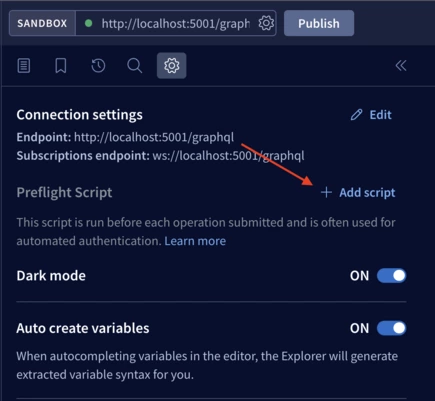 SANDBOX http://localhost:5001/graph Publish
Connection settings Edit
Endpoint: http://localhost:5001/graphql
Subscriptions endpoint: ws://localhost:5001/graphql
Preflight Script + Add script
This script is run before each operation submitted and is often used for
automated authentication. Learn more
Dark mode ON
Auto create variables ON
When autocompleting variables in the editor, the Explorer will generate
extracted variable syntax for you.